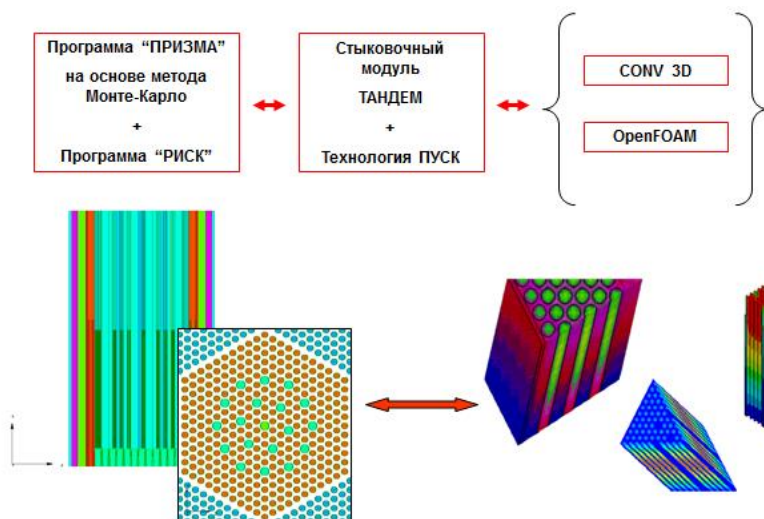 Программа “ПРИЗМА”
на основе метода
Монте-Карло
+
Программа “РИСК”
Стыковочный
модуль
ТАНДЕМ
+
Технология ПУСК
CONV 3D
OpenFOAM